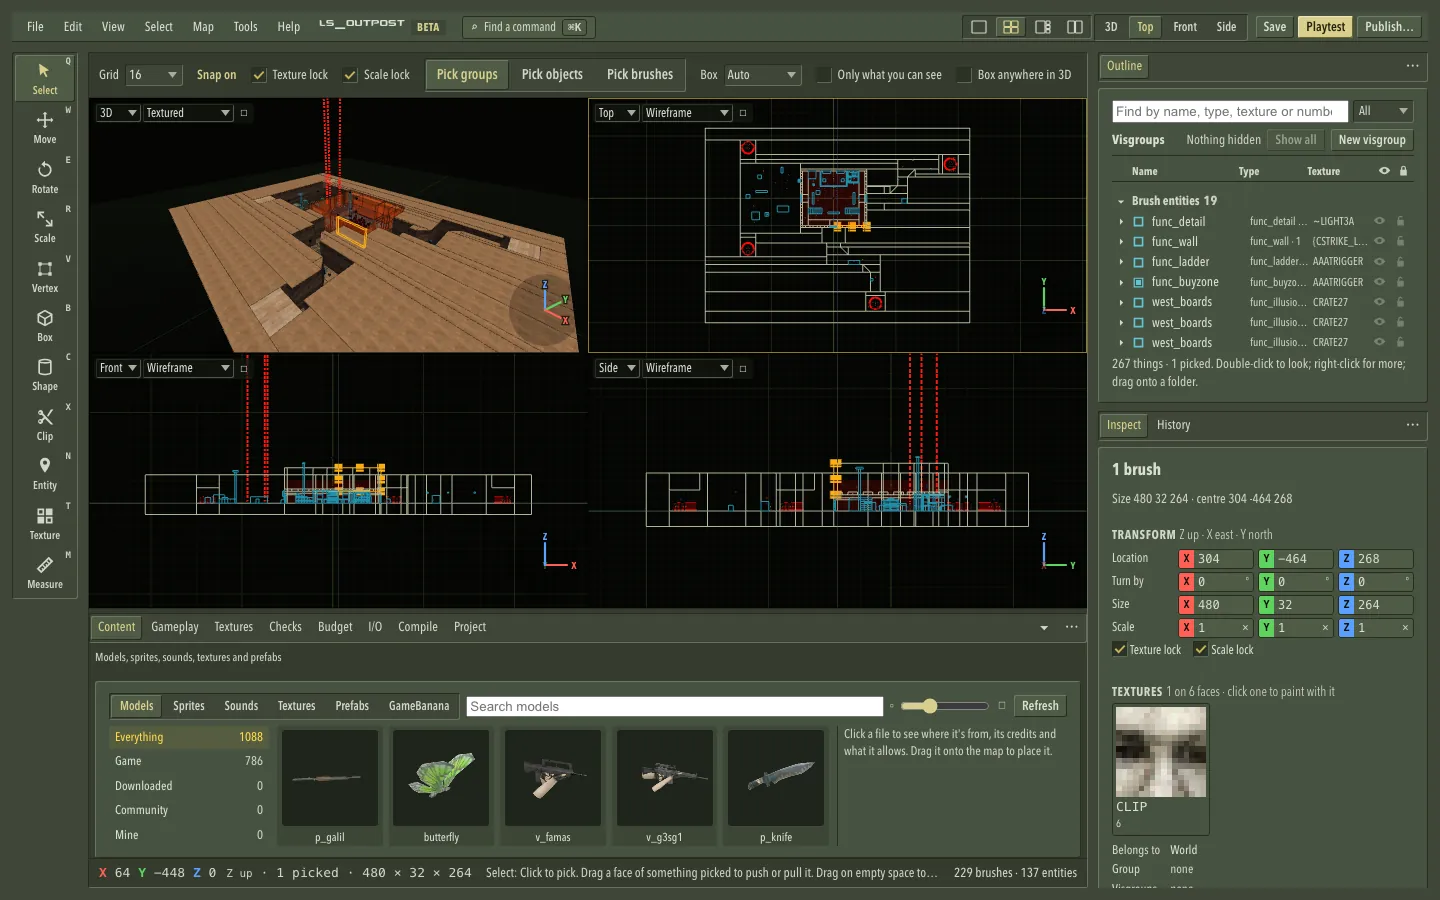 File Edit View Select Map Tools Help LS_OUTPOST BETA Find a command ⌘K 3D Top Front Side Save Playtest Publish...
Grid 16 Snap on Texture lock Scale lock Pick groups Pick objects Pick brushes Box Auto Only what you can see Box anywhere in 3D
Q
Select
W
Move
E
Rotate
R
Scale
V
Vertex
B
Box
C
Shape
X
Clip
N
Entity
T
Texture
M
Measure
3D Textured
Z
Y
X
Top Wireframe
Y
Z
X
Front Wireframe
Z
X
Side Wireframe
Z
X
Y
Outline
Find by name, type, texture or numb All
Visgroups Nothing hidden Show all New visgroup
Name Type Texture
Brush entities 19
func_detail func_detail ... ~LIGHT3A
func_wall func_wall · 1 {CSTRIKE_L...
func_ladder func_ladder... AAATRIGGER
func_buyzone func_buyzo... AAATRIGGER
west_boards func_illusio... CRATE27
west_boards func_illusio... CRATE27
west_boards func_illusio... CRATE27
267 things · 1 picked. Double-click to look; right-click for more;
drag onto a folder.
Inspect History
1 brush
Size 480 32 264 · centre 304 -464 268
TRANSFORM Z up · X east · Y north
Location X 304 Y −464 Z 268
Turn by X 0 ° Y 0 ° Z 0 °
Size X 480 Y 32 Z 264
Scale X 1 × Y 1 × Z 1 ×
Texture lock Scale lock
TEXTURES 1 on 6 faces · click one to paint with it
CLIP
6
Belongs to World
Group none
Content Gameplay Textures Checks Budget I/O Compile Project
Models, sprites, sounds, textures and prefabs
Models Sprites Sounds Textures Prefabs GameBanana Search models Refresh
Everything 1088
Game 786
Downloaded 0
Community 0
Mine 0
p_galil
butterfly
v_famas
v_g3sg1
p_knife
Click a file to see where it's from, its credits and
what it allows. Drag it onto the map to place it.
X 64 Y −448 Z 0 Z up · 1 picked · 480 × 32 × 264 Select: Click to pick. Drag a face of something picked to push or pull it. Drag on empty space to... 229 brushes · 137 entities